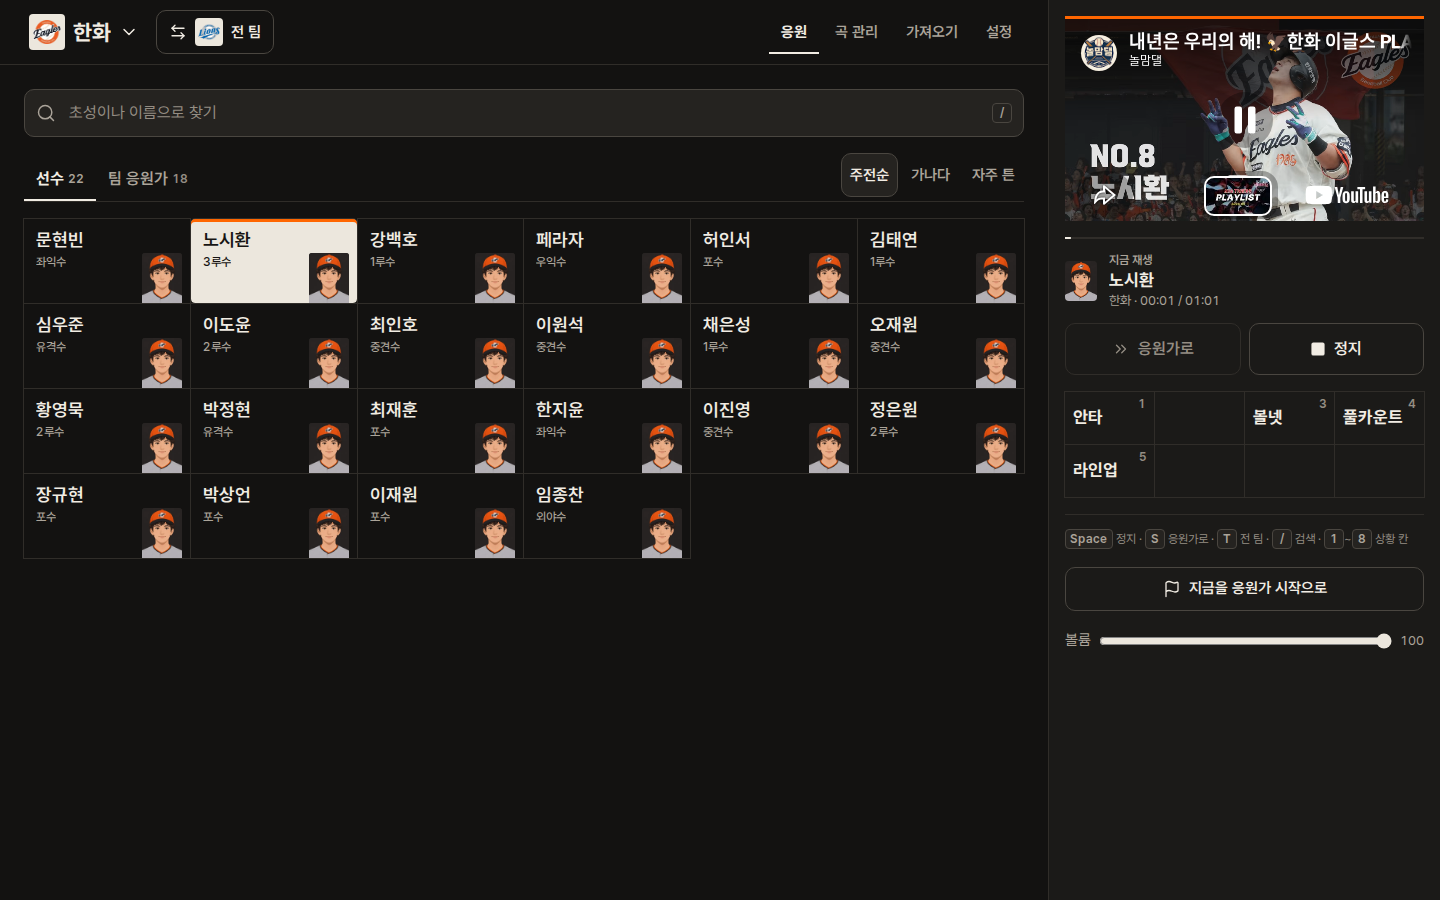 Eagles 한화 Lions 전 팀
응원 곡 관리 가져오기 설정
초성이나 이름으로 찾기 /
선수 22 팀 응원가 18
주전순 가나다 자주 튼
문현빈 노시환 강백호 페라자 허인서 김태연
좌익수 3루수 1루수 우익수 포수 1루수
심우준 이도윤 최인호 이원석 채은성 오재원
유격수 2루수 중견수 중견수 1루수 중견수
황영묵 박정현 최재훈 한지윤 이진영 정은원
2루수 유격수 포수 좌익수 중견수 2루수
장규현 박상언 이재원 임종찬
포수 포수 포수 외야수
놀맘댈 내년은 우리의 해! 🦅 한화 이글스 PLA
놀맘댈
Eagles
Eagles
NO.8
노시환
PLAYLIST
YouTube
지금 재생
노시환
한화 · 00:01 / 01:01
응원가로 정지
안타 1 볼넷 3 풀카운트 4
라인업 5
Space 정지 · S 응원가로 · T 전 팀 · / 검색 · 1 ~ 8 상황 칸
지금을 응원가 시작으로
볼륨 100